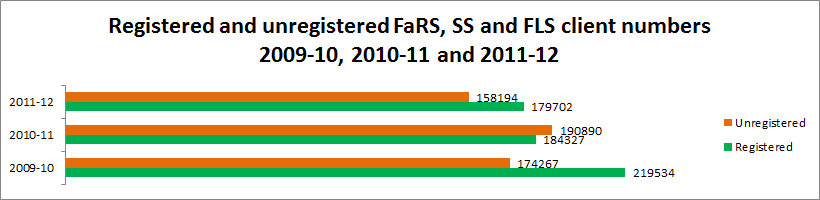 Registered and unregistered FaRS, SS and FLS client numbers
2009-10, 2010-11 and 2011-12
2011-12
158194
179702
2010-11
190890
184327
2009-10
174267
219534
Unregistered
Registered